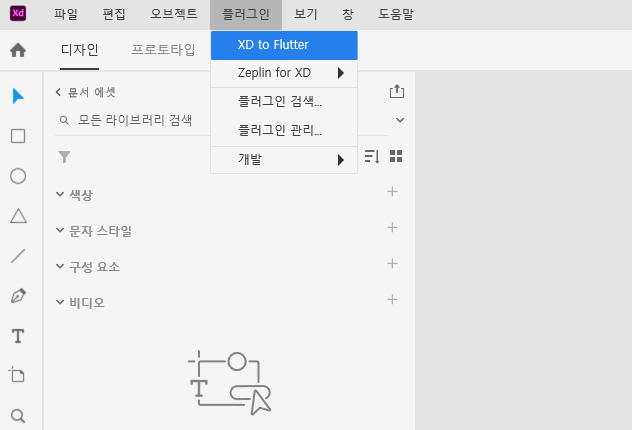 Xd 파일 편집 오브젝트 플러그인 보기 창 도움말
디자인 프로토타입
XD to Flutter
Zeplin for XD
플러그인 검색...
플러그인 관리...
개발
문서 에셋
모든 라이브러리 검색
색상
문자 스타일
구성 요소
비디오
T
T